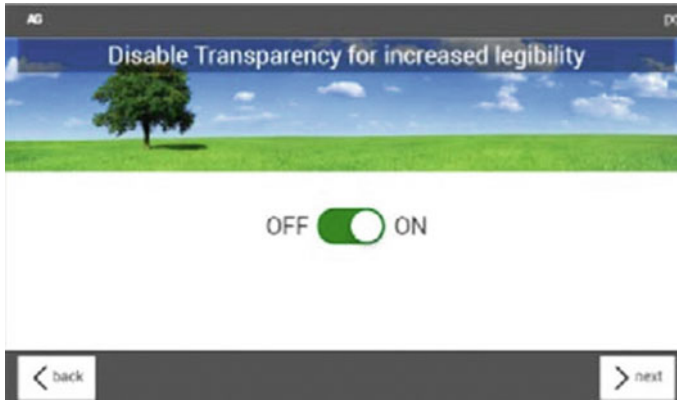 AG
Disable Transparency for increased legibility
OFF ON
back
next